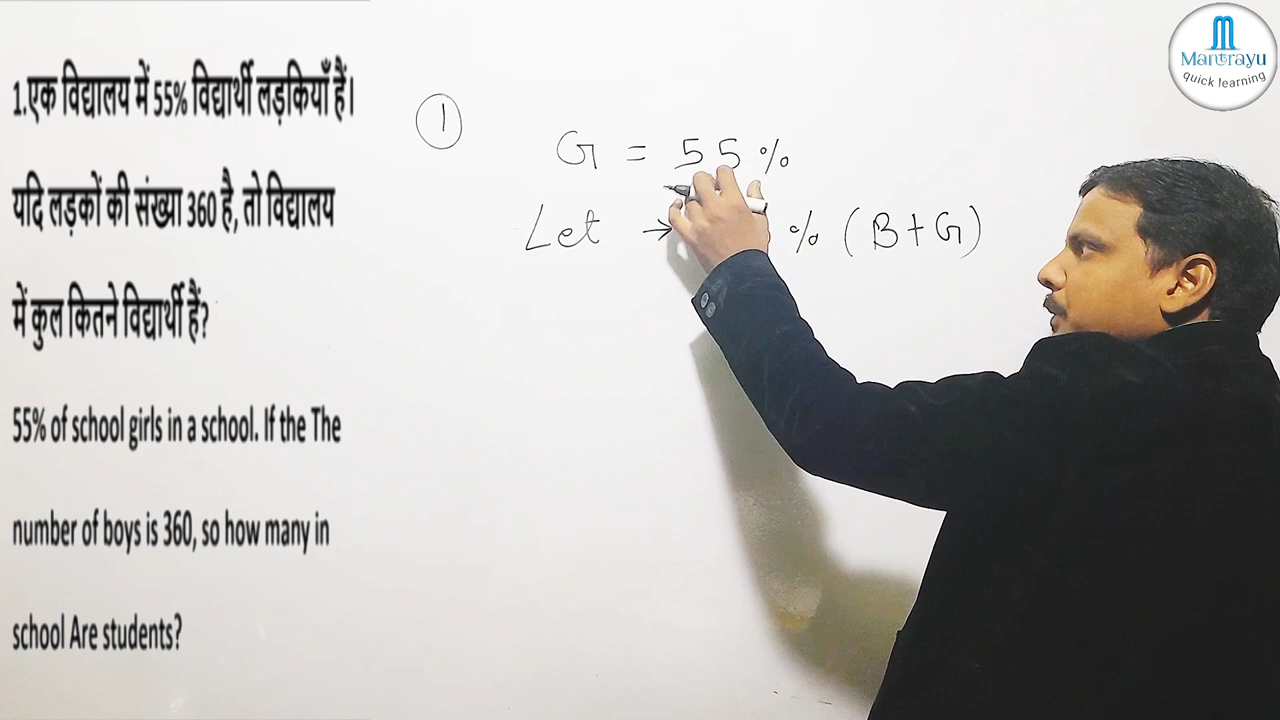 1.एक विद्यालय में 55% विद्यार्थी लड़कियाँ हैं।
यदि लड़कों की संख्या 360 है, तो विद्यालय
में कुल कितने विद्यार्थी हैं?
55% of school girls in a school. If the The
number of boys is 360, so how many in
school Are students?
1
G = 55 %
Let → % (B+G)
Mantrayu
quick learning